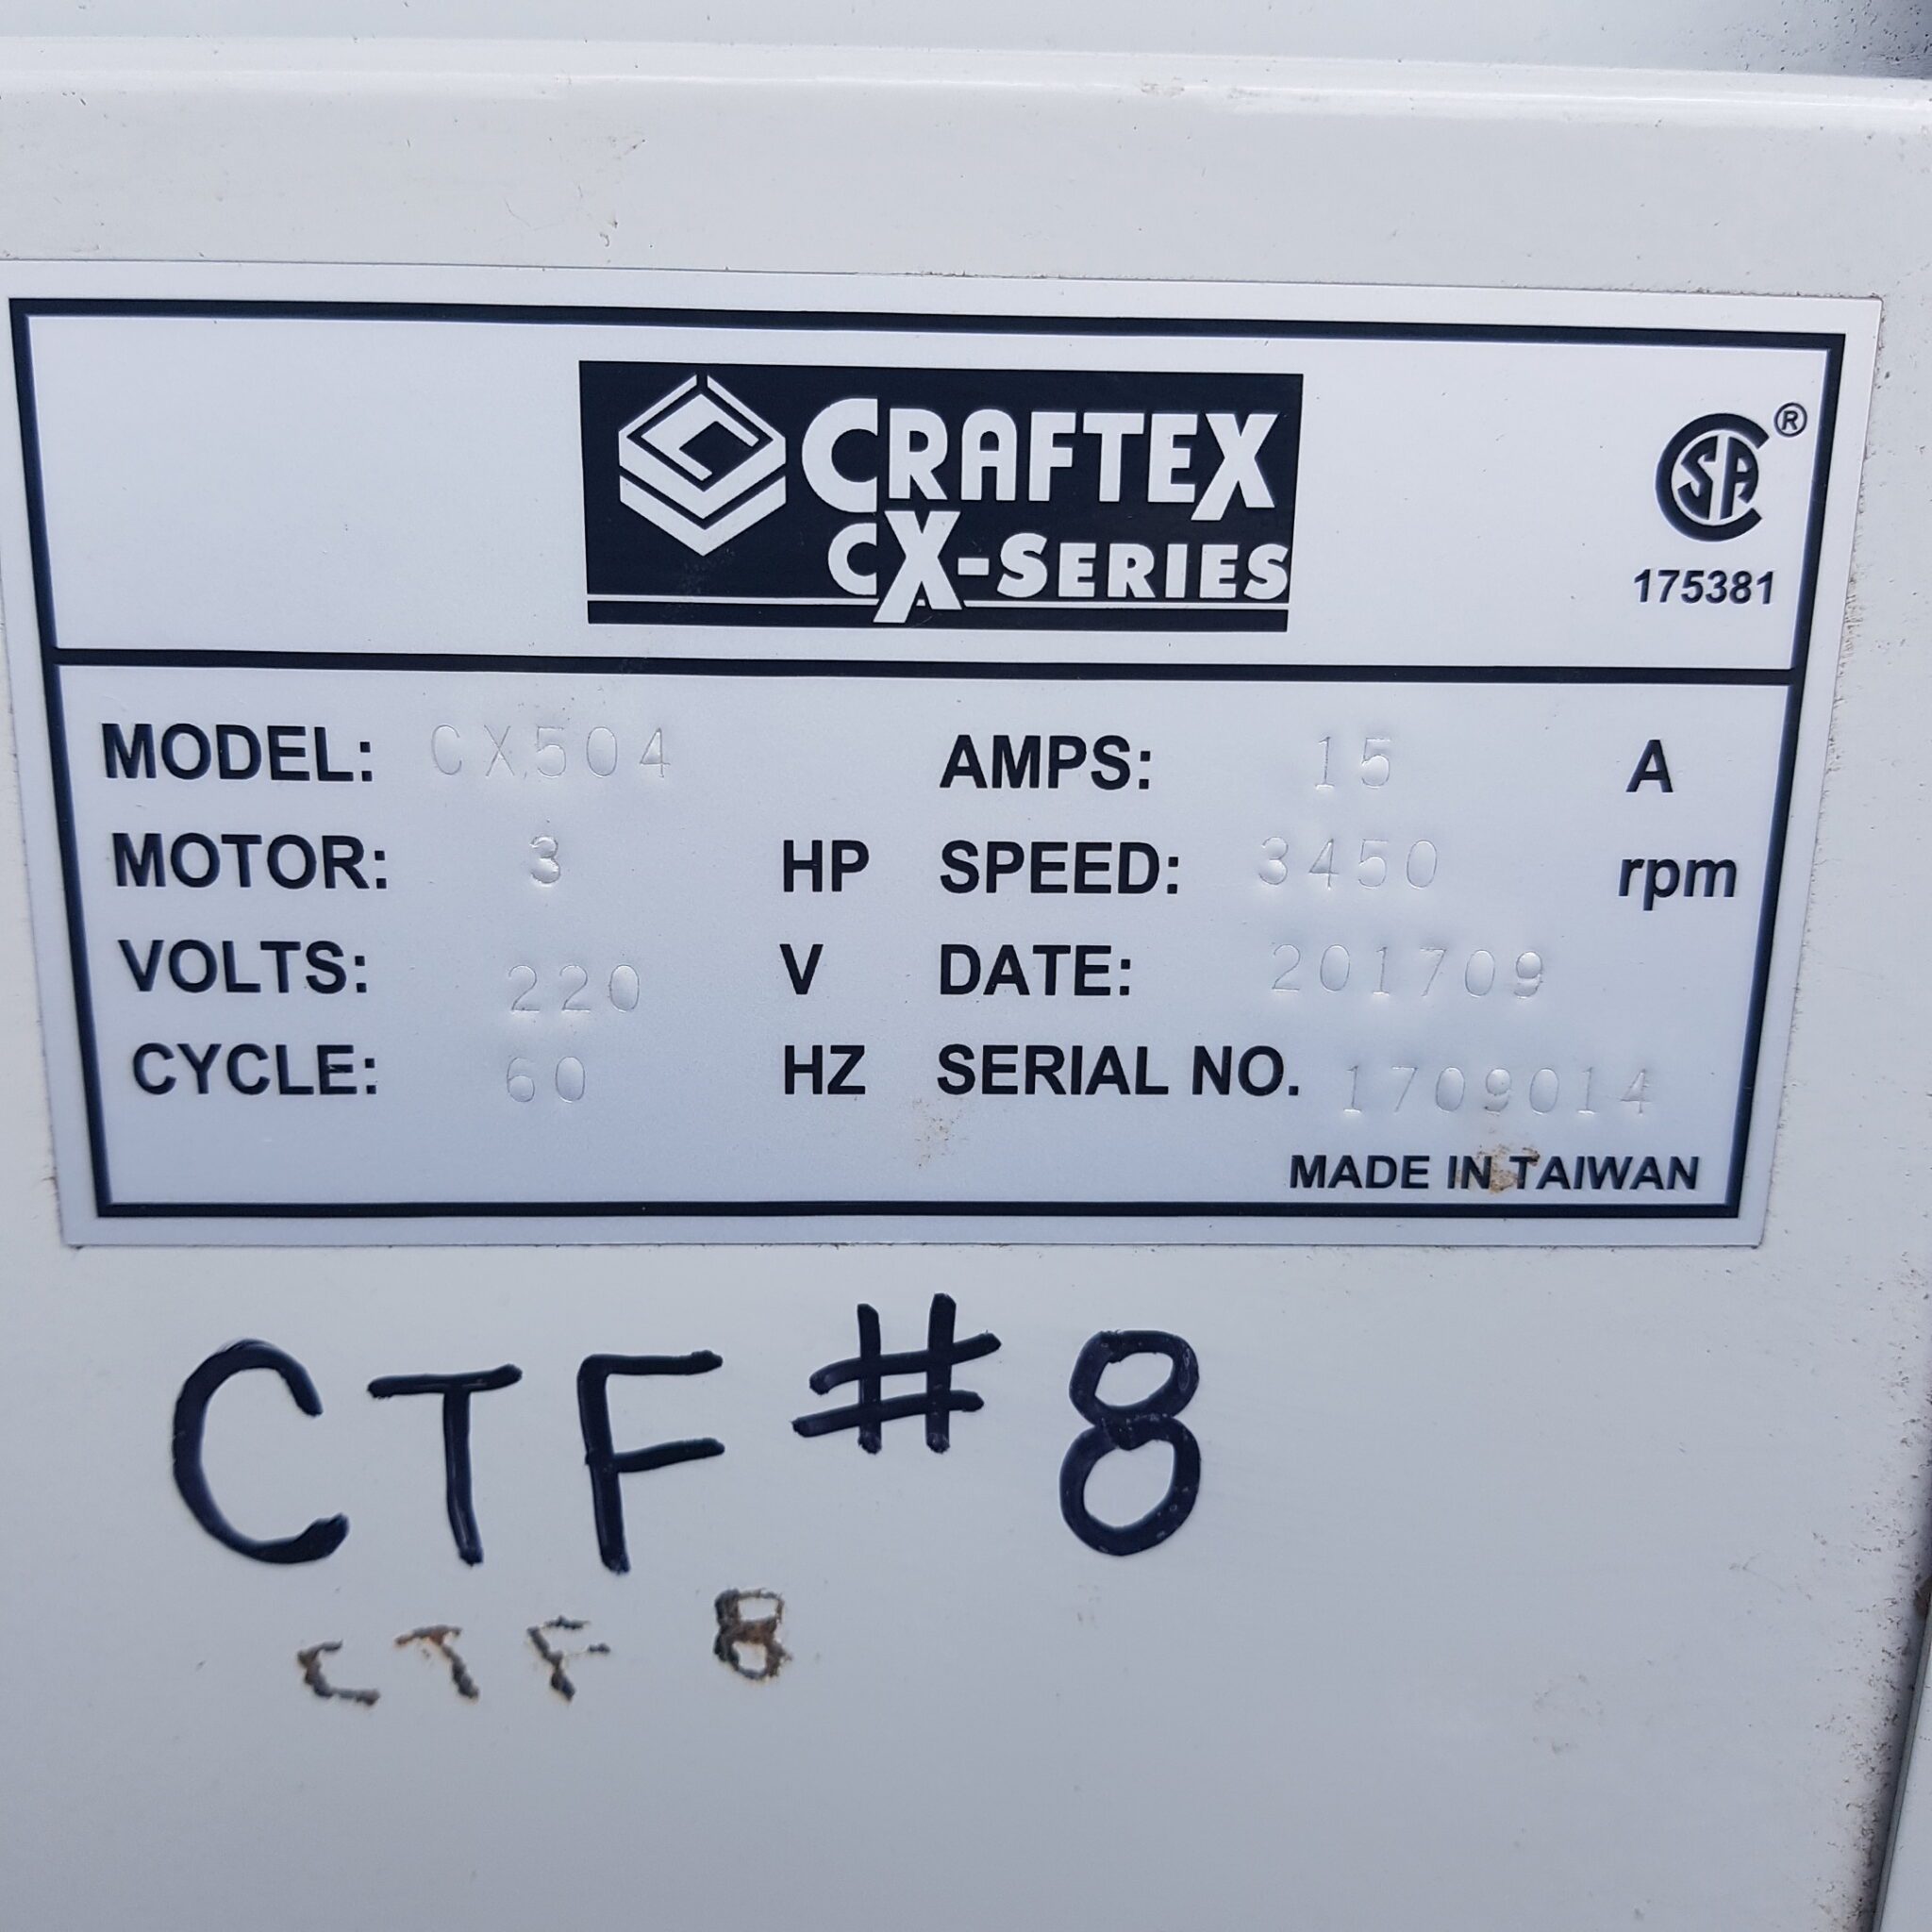 CRAFTEX
CX-SERIES
CSA®
175381
MODEL: CX504 AMPS: 15 A
MOTOR: 3 HP SPEED: 3450 rpm
VOLTS: 220 V DATE: 201709
CYCLE: 60 HZ SERIAL NO. 1709014
MADE IN TAIWAN
CTF #8
CTF 8